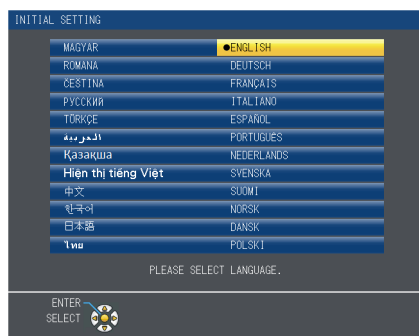 INITIAL SETTING
MAGYAR ●ENGLISH
ROMANA DEUTSCH
ČEŠTINA FRANÇAIS
РУССКИЙ ITALIANO
TÜRKÇE ESPAÑOL
العربية PORTUGUÊS
Қазақша NEDERLANDS
Hiện thị tiếng Việt SVENSKA
中文 SUOMI
한국어 NORSK
日本語 DANSK
ไทย POLSKI
PLEASE SELECT LANGUAGE.
ENTER
SELECT